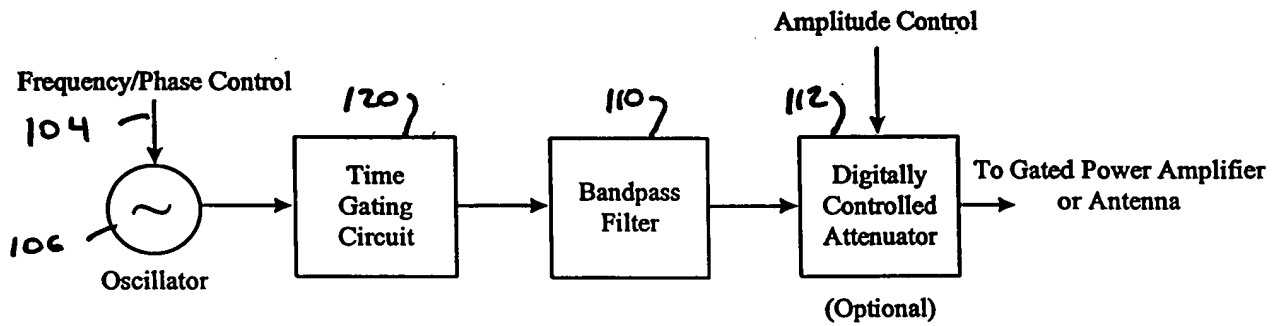 Amplitude Control
Frequency/Phase Control
104
120
110
112
Time
Gating
Circuit
Bandpass
Filter
Digitally
Controlled
Attenuator
To Gated Power Amplifier
or Antenna
~
106
Oscillator
(Optional)